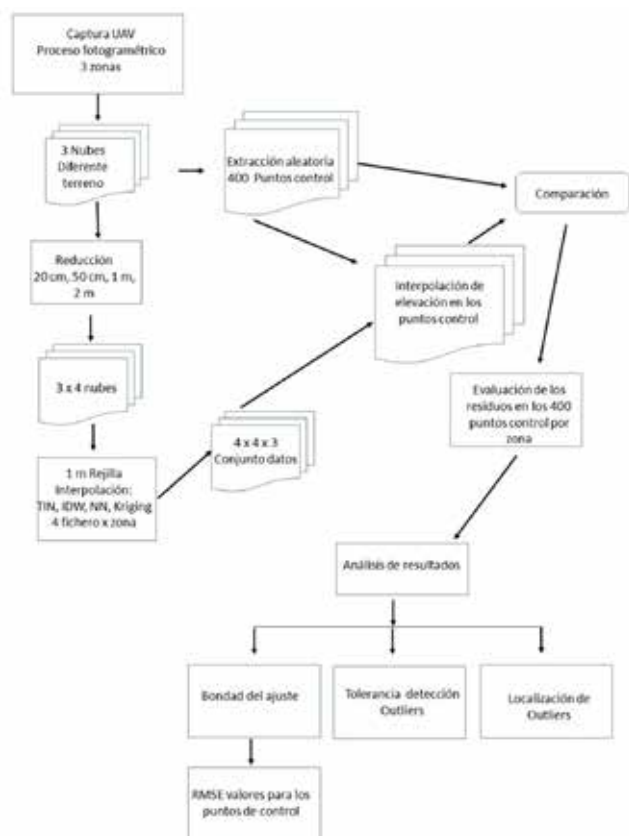 Captura UAV
Proceso fotogramétrico
3 zonas
3 Nubes
Diferente
terreno
Extracción aleatoria
400 Puntos control
Comparación
Reducción
20 cm, 50 cm, 1 m,
2 m
Interpolación de
elevación en los
puntos control
3 x 4 nubes
Evaluación de los
residuos en los 400
puntos control por
zona
4 x 4 x 3
Conjunto datos
1 m Rejilla
Interpolación:
TIN, IDW, NN, Kriging
4 fichero x zona
Análisis de resultados
Bondad del ajuste
Tolerancia detección
Outliers
Localización de
Outliers
RMSE valores para los
puntos de control